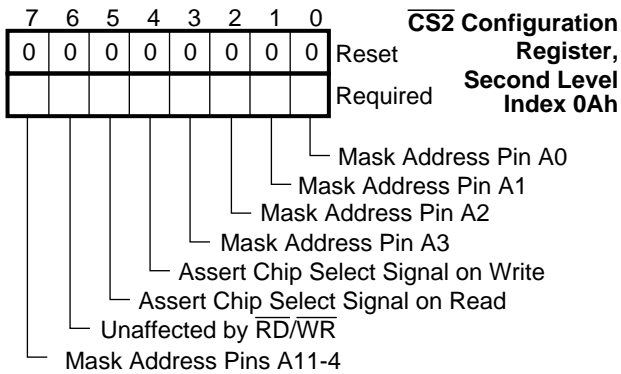 7 6 5 4 3 2 1 0
CS2 Configuration
Register,
Second Level
Index 0Ah
0 0 0 0 0 0 0 0 Reset
Required
Mask Address Pin A0
Mask Address Pin A1
Mask Address Pin A2
Mask Address Pin A3
Assert Chip Select Signal on Write
Assert Chip Select Signal on Read
Unaffected by RD/WR
Mask Address Pins A11-4